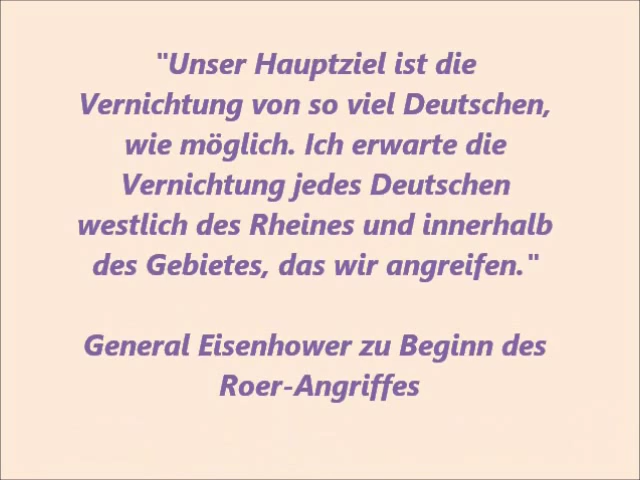 "Unser Hauptziel ist die
Vernichtung von so viel Deutschen,
wie möglich. Ich erwarte die
Vernichtung jedes Deutschen
westlich des Rheines und innerhalb
des Gebietes, das wir angreifen."
General Eisenhower zu Beginn des
Roer-Angriffes